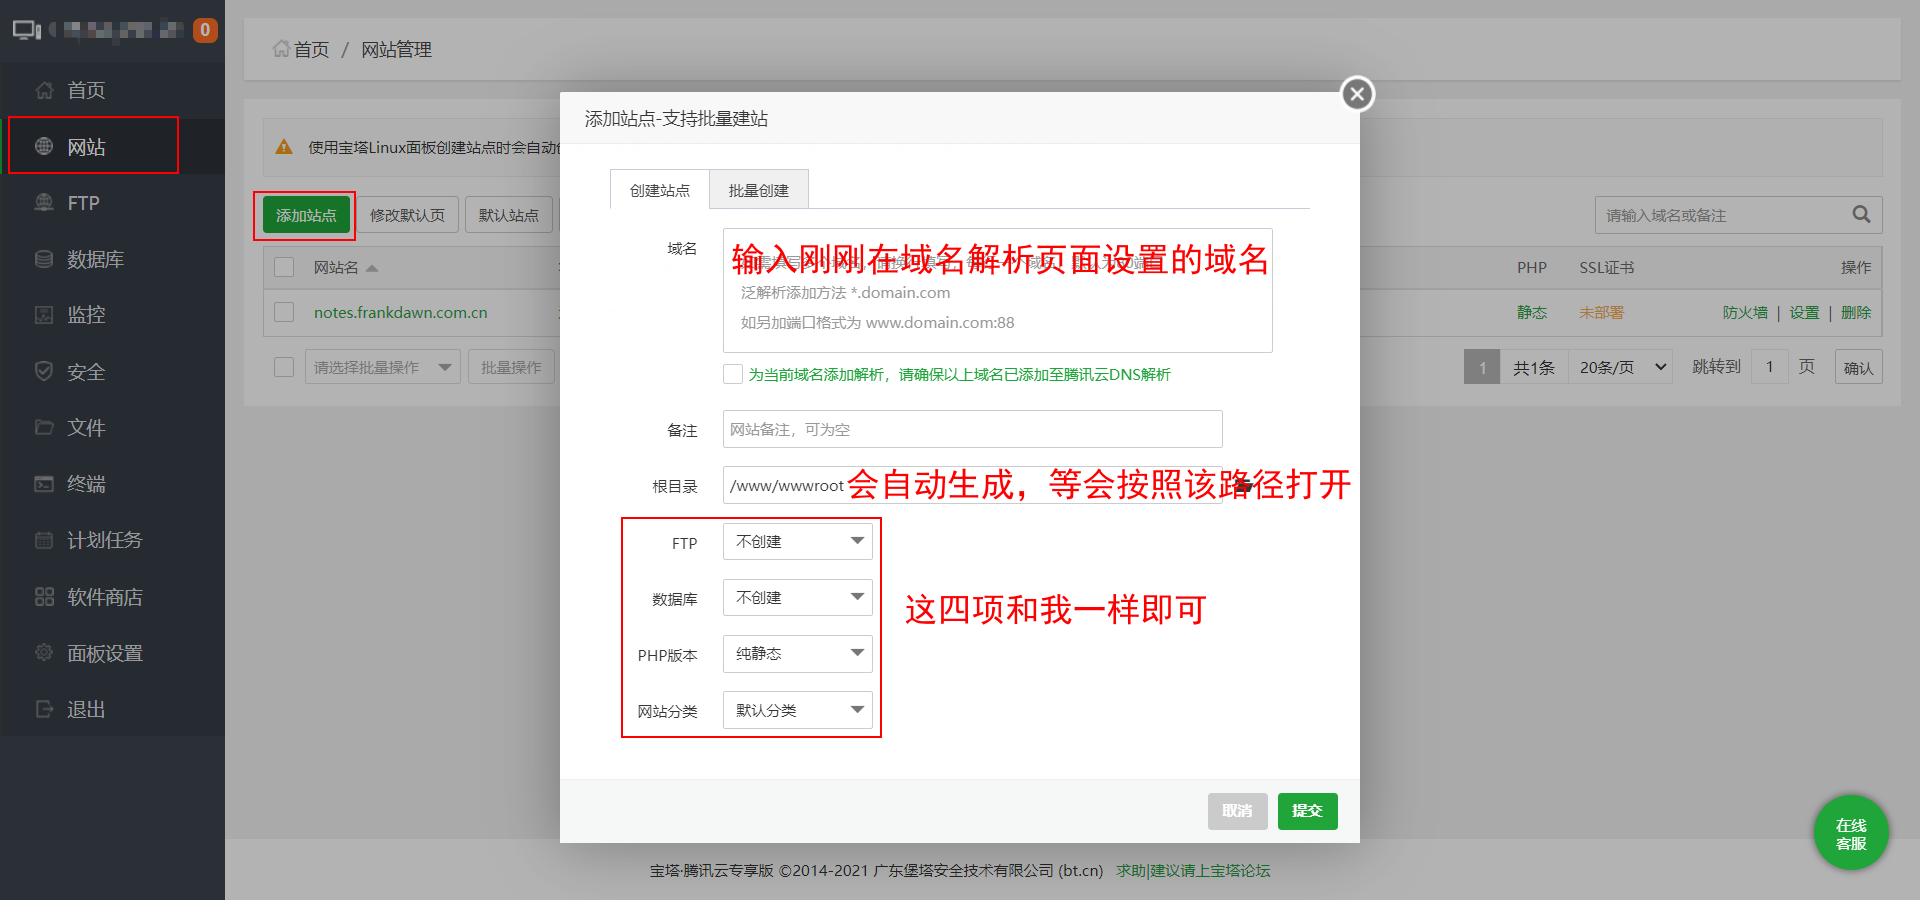 0
首页
网站
FTP
数据库
监控
安全
文件
终端
计划任务
软件商店
面板设置
退出
首页 / 网站管理
使用宝塔Linux面板创建站点时会自动
添加站点 修改默认页 默认站点
请输入域名或备注
网站名 PHP SSL证书 操作
notes.frankdawn.com.cn 静态 未部署 防火墙 | 设置 | 删除
请选择批量操作 批量操作 1 共1条 20条/页 跳转到 1 页 确认
添加站点-支持批量建站
创建站点 批量创建
域名
输入刚刚在域名解析页面设置的域名
泛解析添加方法 *.domain.com
如另加端口格式为 www.domain.com:88
为当前域名添加解析，请确保以上域名已添加至腾讯云DNS解析
备注 网站备注，可为空
根目录 /www/wwwroot 会自动生成，等会按照该路径打开
FTP 不创建
数据库 不创建
这四项和我一样即可
PHP版本 纯静态
网站分类 默认分类
取消 提交
在线
客服
宝塔·腾讯云专享版 ©2014-2021 广东堡塔安全技术有限公司 (bt.cn) 求助|建议请上宝塔论坛